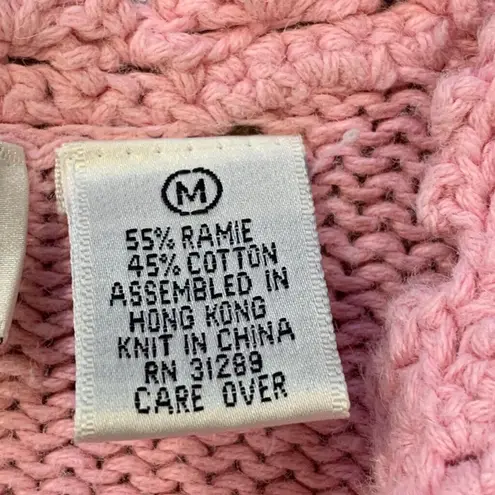 M
55% RAMIE
45% COTTON
ASSEMBLED IN
HONG KONG
KNIT IN CHINA
RN 31289
CARE OVER